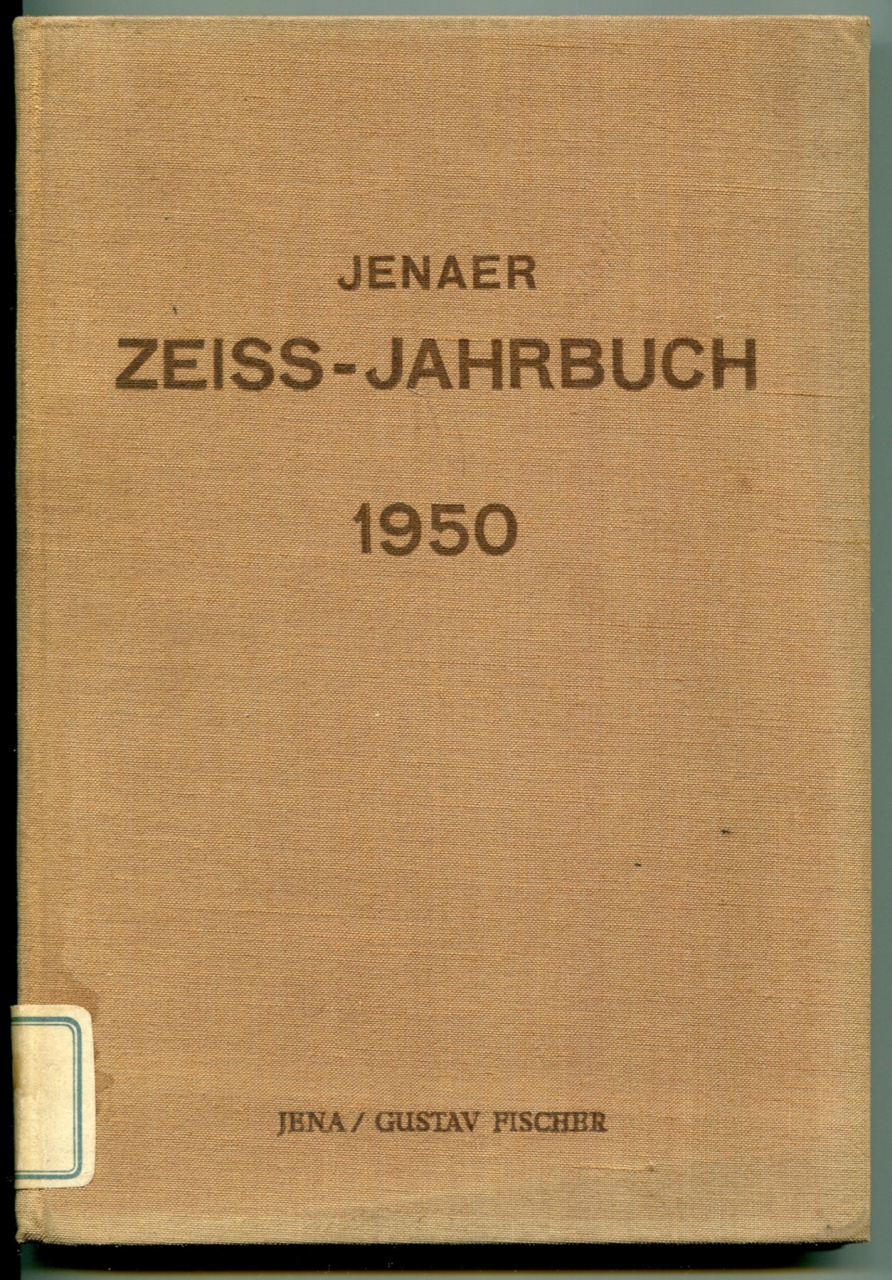 JENAER
ZEISS-JAHRBUCH
1950
JENA / GUSTAV FISCHER